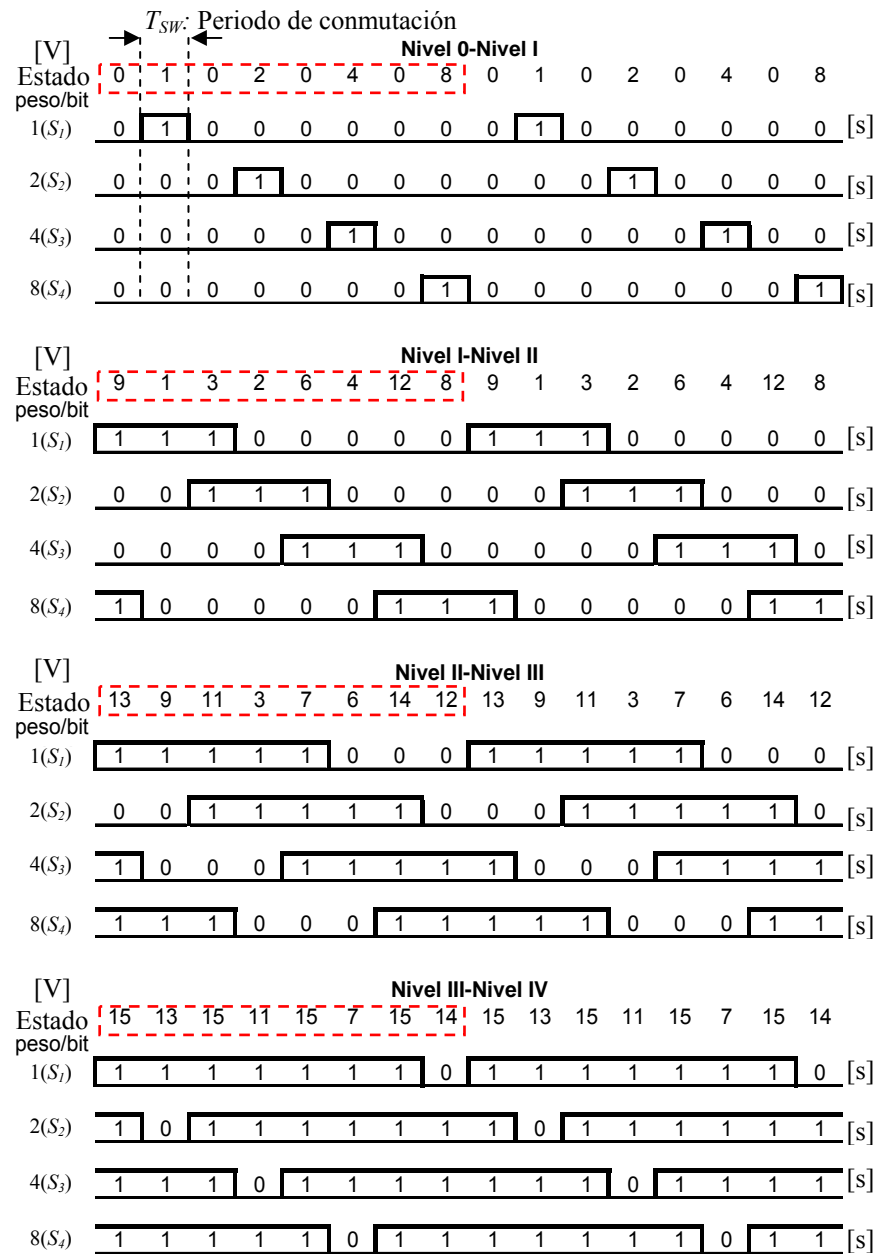 T_SW: Periodo de conmutación
[V] Nivel 0-Nivel I
Estado 0 1 0 2 0 4 0 8 0 1 0 2 0 4 0 8
peso/bit
1(S₁) 0 1 0 0 0 0 0 0 0 1 0 0 0 0 0 0 [s]
2(S₂) 0 0 0 1 0 0 0 0 0 0 0 1 0 0 0 0 [s]
4(S₃) 0 0 0 0 0 1 0 0 0 0 0 0 0 1 0 0 [s]
8(S₄) 0 0 0 0 0 0 0 1 0 0 0 0 0 0 0 1 [s]
[V] Nivel I-Nivel II
Estado 9 1 3 2 6 4 12 8 9 1 3 2 6 4 12 8
peso/bit
1(S₁) 1 1 1 0 0 0 0 0 1 1 1 0 0 0 0 0 [s]
2(S₂) 0 0 1 1 1 0 0 0 0 0 1 1 1 0 0 0 [s]
4(S₃) 0 0 0 0 1 1 1 0 0 0 0 0 1 1 1 0 [s]
8(S₄) 1 0 0 0 0 0 1 1 1 0 0 0 0 0 1 1 [s]
[V] Nivel II-Nivel III
Estado 13 9 11 3 7 6 14 12 13 9 11 3 7 6 14 12
peso/bit
1(S₁) 1 1 1 1 1 0 0 0 1 1 1 1 1 0 0 0 [s]
2(S₂) 0 0 1 1 1 1 1 0 0 0 1 1 1 1 1 0 [s]
4(S₃) 1 0 0 0 1 1 1 1 1 0 0 0 1 1 1 1 [s]
8(S₄) 1 1 1 0 0 0 1 1 1 1 1 0 0 0 1 1 [s]
[V] Nivel III-Nivel IV
Estado 15 13 15 11 15 7 15 14 15 13 15 11 15 7 15 14
peso/bit
1(S₁) 1 1 1 1 1 1 1 0 1 1 1 1 1 1 1 0 [s]
2(S₂) 1 0 1 1 1 1 1 1 1 0 1 1 1 1 1 1 [s]
4(S₃) 1 1 1 0 1 1 1 1 1 1 1 0 1 1 1 1 [s]
8(S₄) 1 1 1 1 1 0 1 1 1 1 1 1 1 0 1 1 [s]